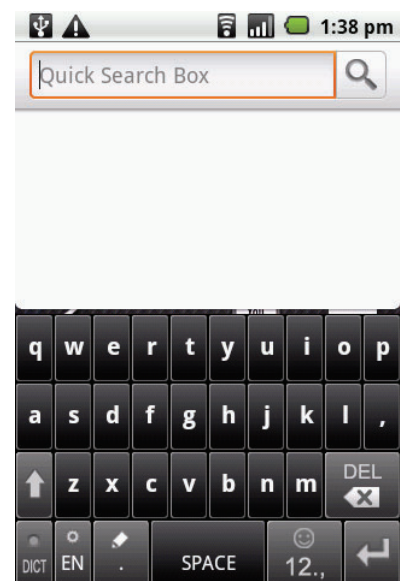 1:38 pm
Quick Search Box
q w e r t y u i o p
a s d f g h j k l ,
z x c v b n m DEL
DICT EN . SPACE 12.,